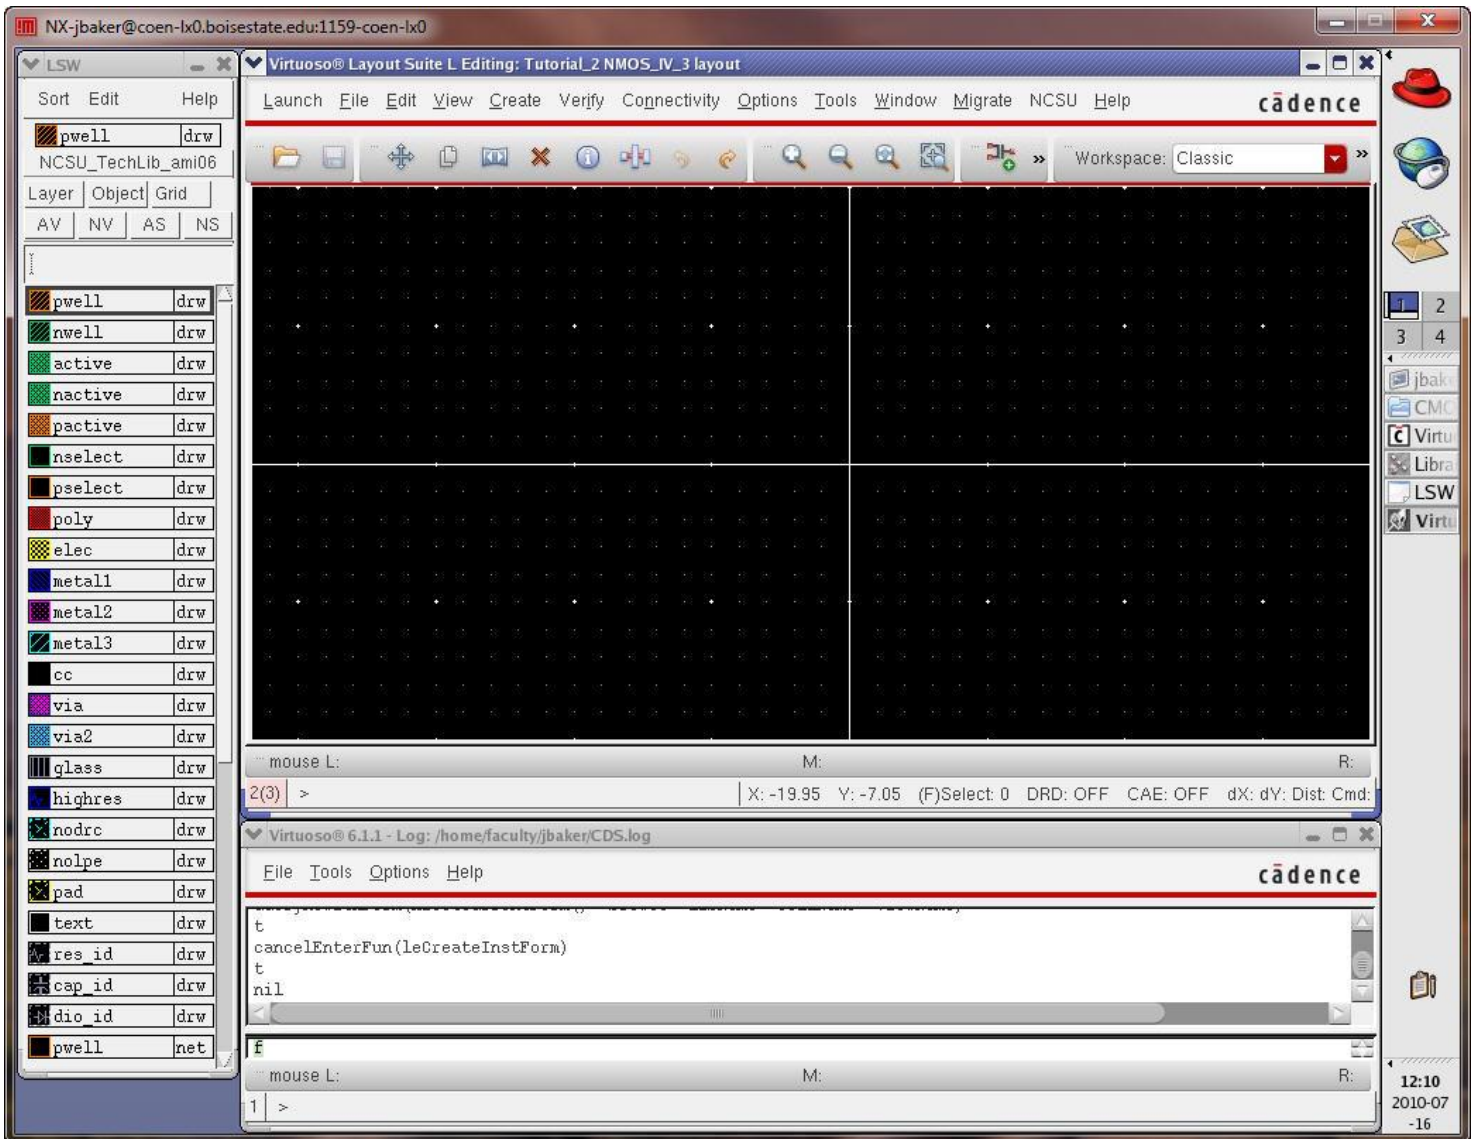 NX-jbaker@coen-lx0.boisestate.edu:1159-coen-lx0
LSW
Sort Edit Help
pwell drw
NCSU_TechLib_ami06
Layer Object Grid
AV NV AS NS
pwell drw
nwell drw
active drw
nactive drw
pactive drw
nselect drw
pselect drw
poly drw
elec drw
metal1 drw
metal2 drw
metal3 drw
cc drw
via drw
via2 drw
glass drw
highres drw
nodrc drw
nolpe drw
pad drw
text drw
res_id drw
cap_id drw
dio_id drw
pwell net
Virtuoso® Layout Suite L Editing: Tutorial_2 NMOS_IV_3 layout
Launch File Edit View Create Verify Connectivity Options Tools Window Migrate NCSU Help
cādence
» Workspace: Classic »
mouse L: M: R:
2(3) > X: -19.95 Y: -7.05 (F)Select: 0 DRD: OFF CAE: OFF dX: dY: Dist: Cmd:
Virtuoso® 6.1.1 - Log: /home/faculty/jbaker/CDS.log
File Tools Options Help
cādence
t
cancelEnterFun(leCreateInstForm)
t
nil
f
mouse L: M: R:
1 >
1 2
3 4
jbak
CMO
Virtu
Libra
LSW
Virtu
12:10
2010-07
-16